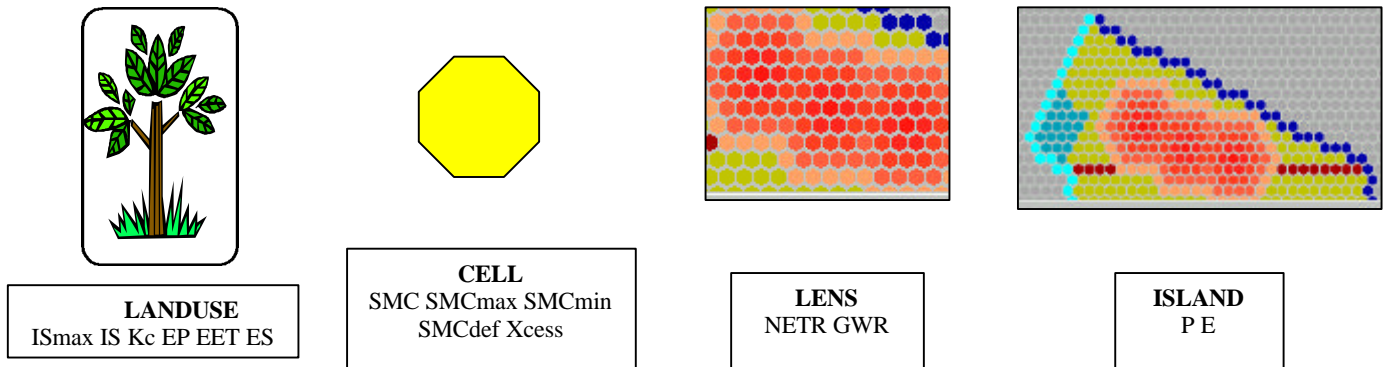 LANDUSE
ISmax IS Kc EP EET ES
CELL
SMC SMCmax SMCmin
SMCdef Xcess
LENS
NETR GWR
ISLAND
P E